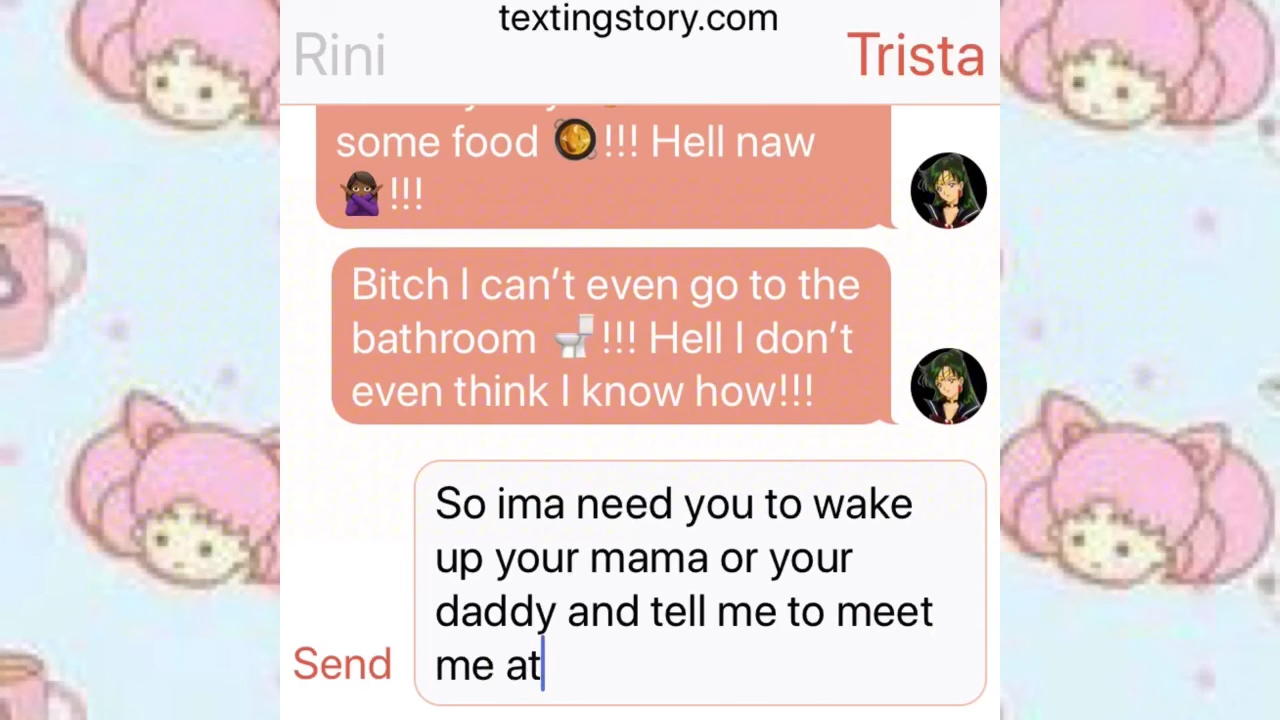 textingstory.com
Rini
Trista
some food 🥘!!! Hell naw
🙅🏾‍♀️!!!
Bitch I can’t even go to the
bathroom 🚽!!! Hell I don’t
even think I know how!!!
So ima need you to wake
up your mama or your
daddy and tell me to meet
me at
Send